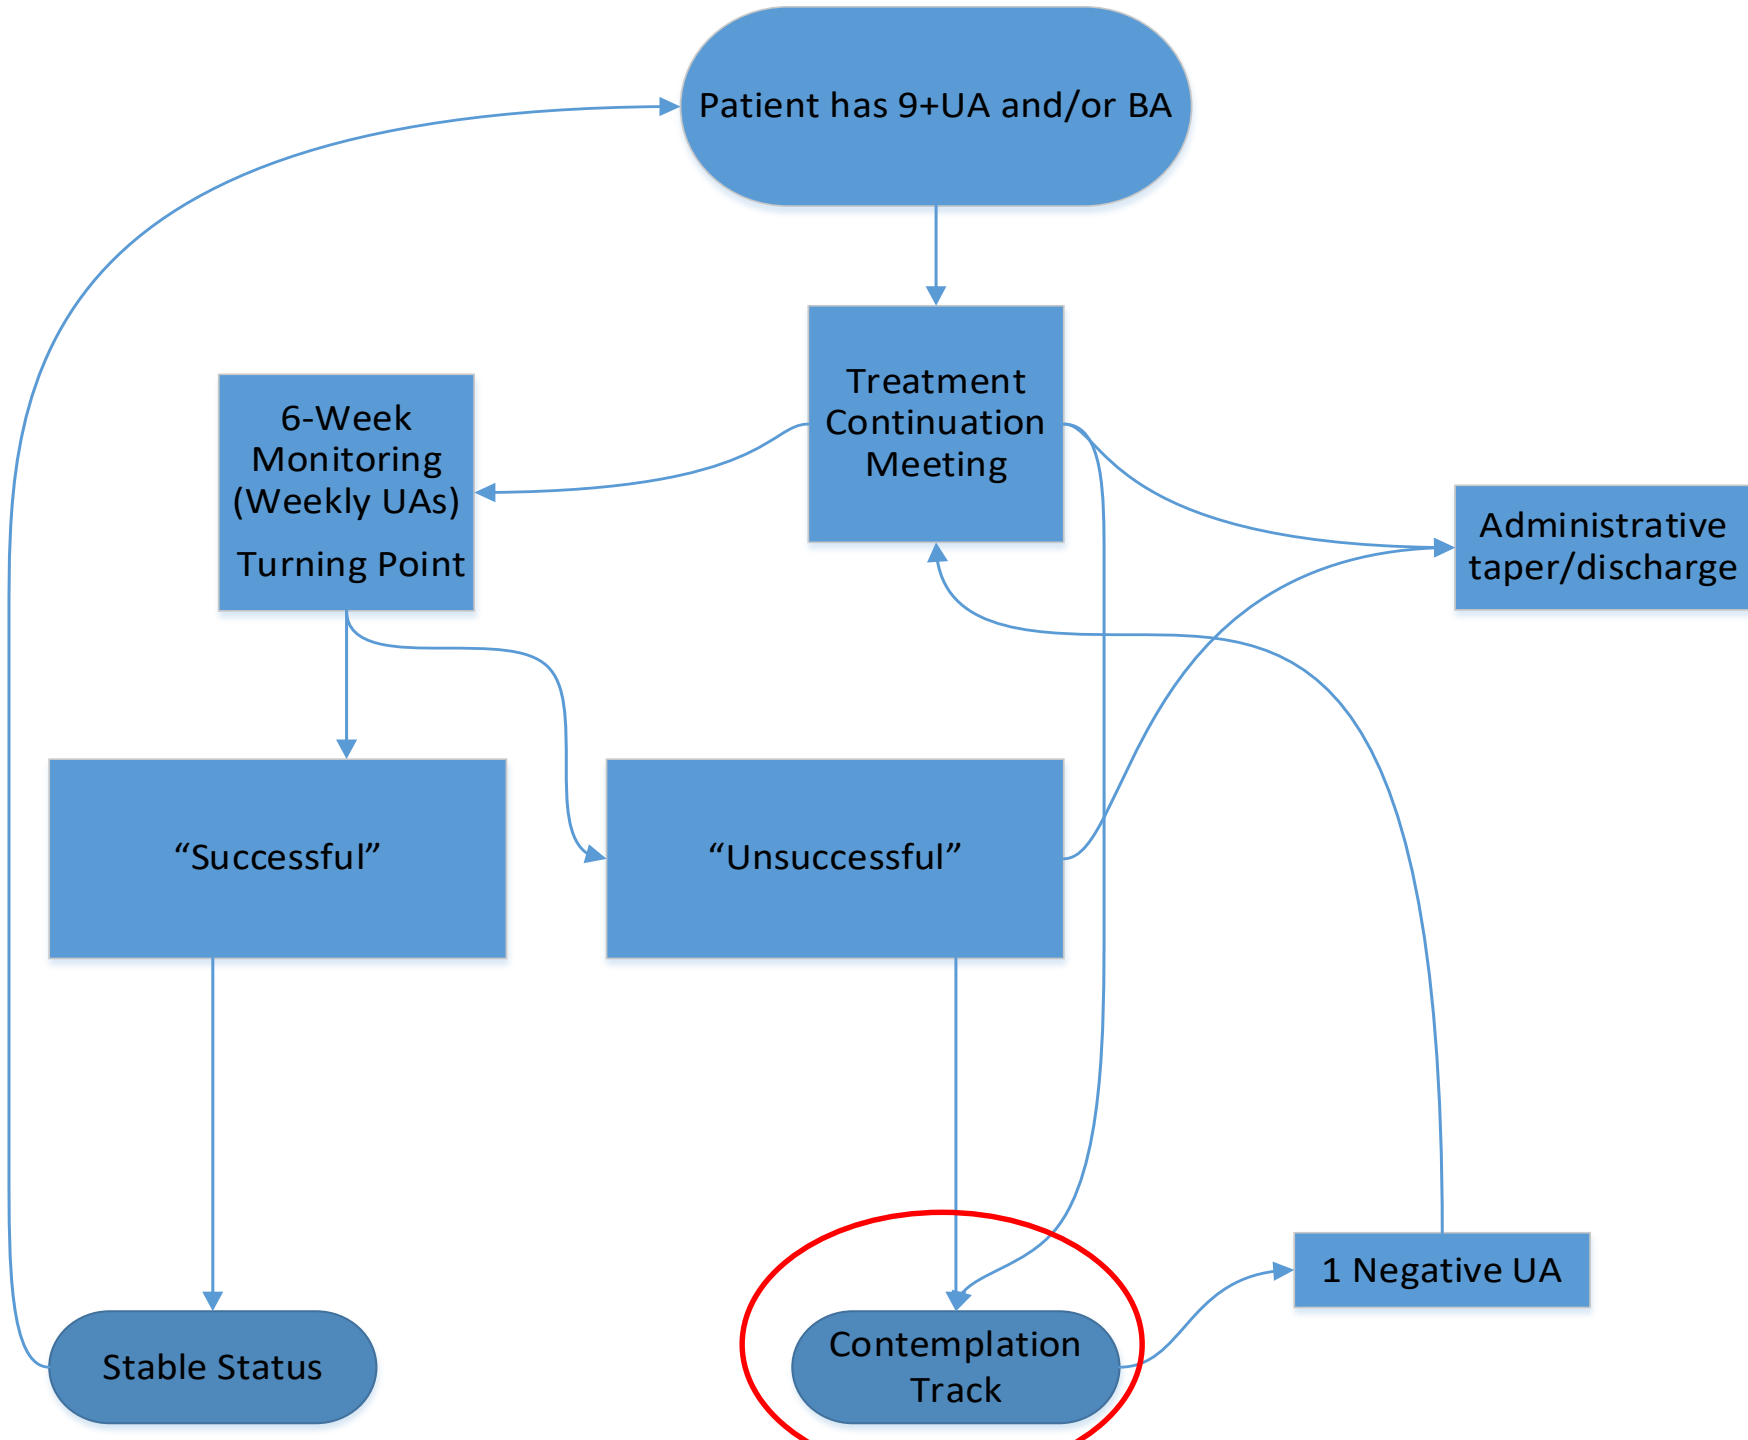 Patient has 9+UA and/or BA
Treatment
Continuation
Meeting
6-Week
Monitoring
(Weekly UAs)
Turning Point
Administrative
taper/discharge
“Successful”
“Unsuccessful”
1 Negative UA
Stable Status
Contemplation
Track